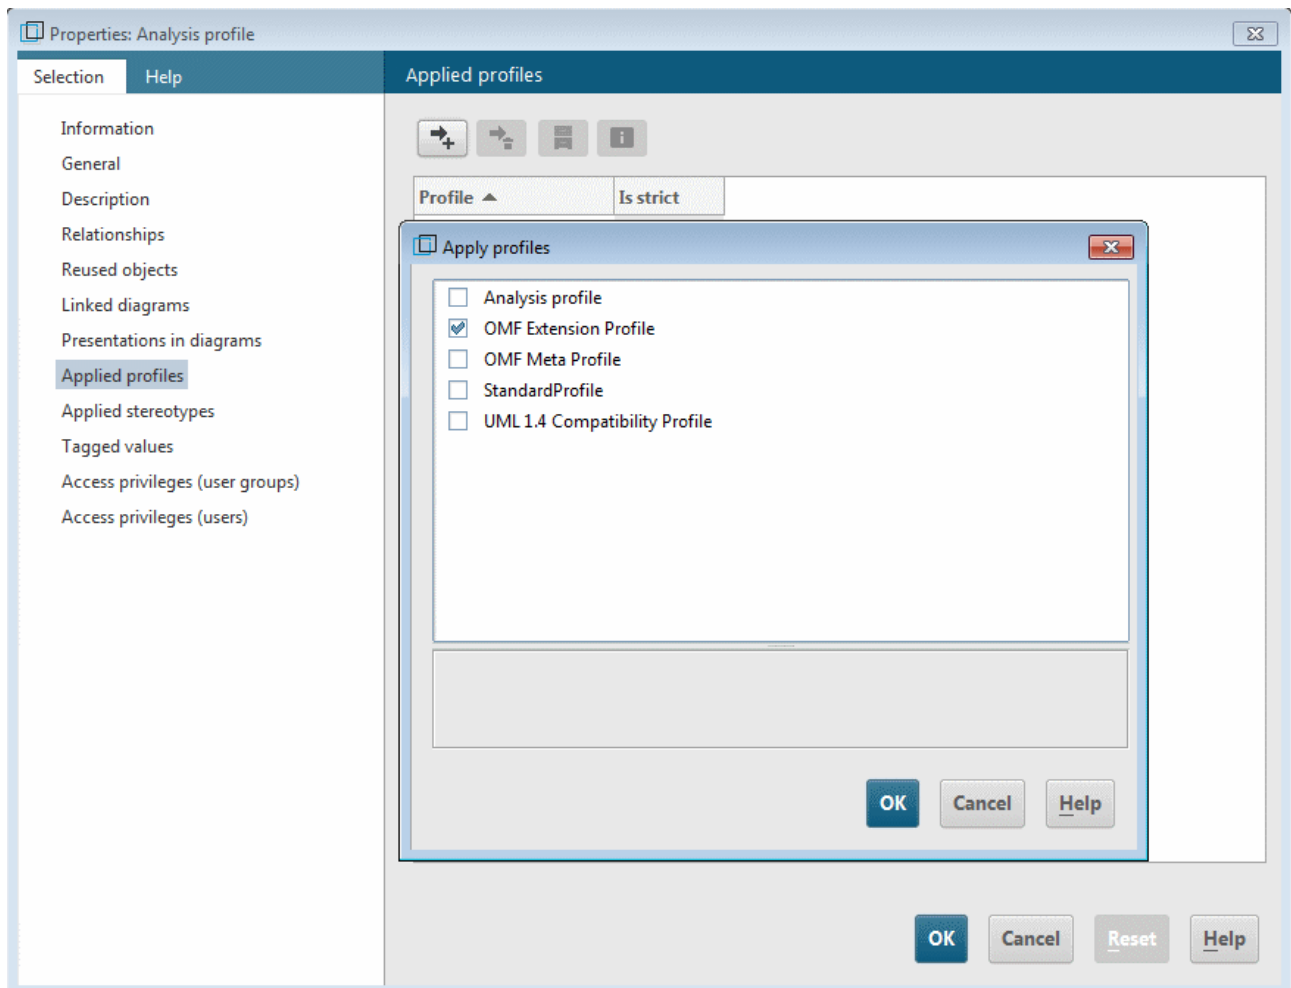 Properties: Analysis profile
Selection Help
Applied profiles
Information
General
Description
Relationships
Reused objects
Linked diagrams
Presentations in diagrams
Applied profiles
Applied stereotypes
Tagged values
Access privileges (user groups)
Access privileges (users)
Profile Is strict
Apply profiles
Analysis profile
OMF Extension Profile
OMF Meta Profile
StandardProfile
UML 1.4 Compatibility Profile
OK Cancel Help
OK Cancel Reset Help